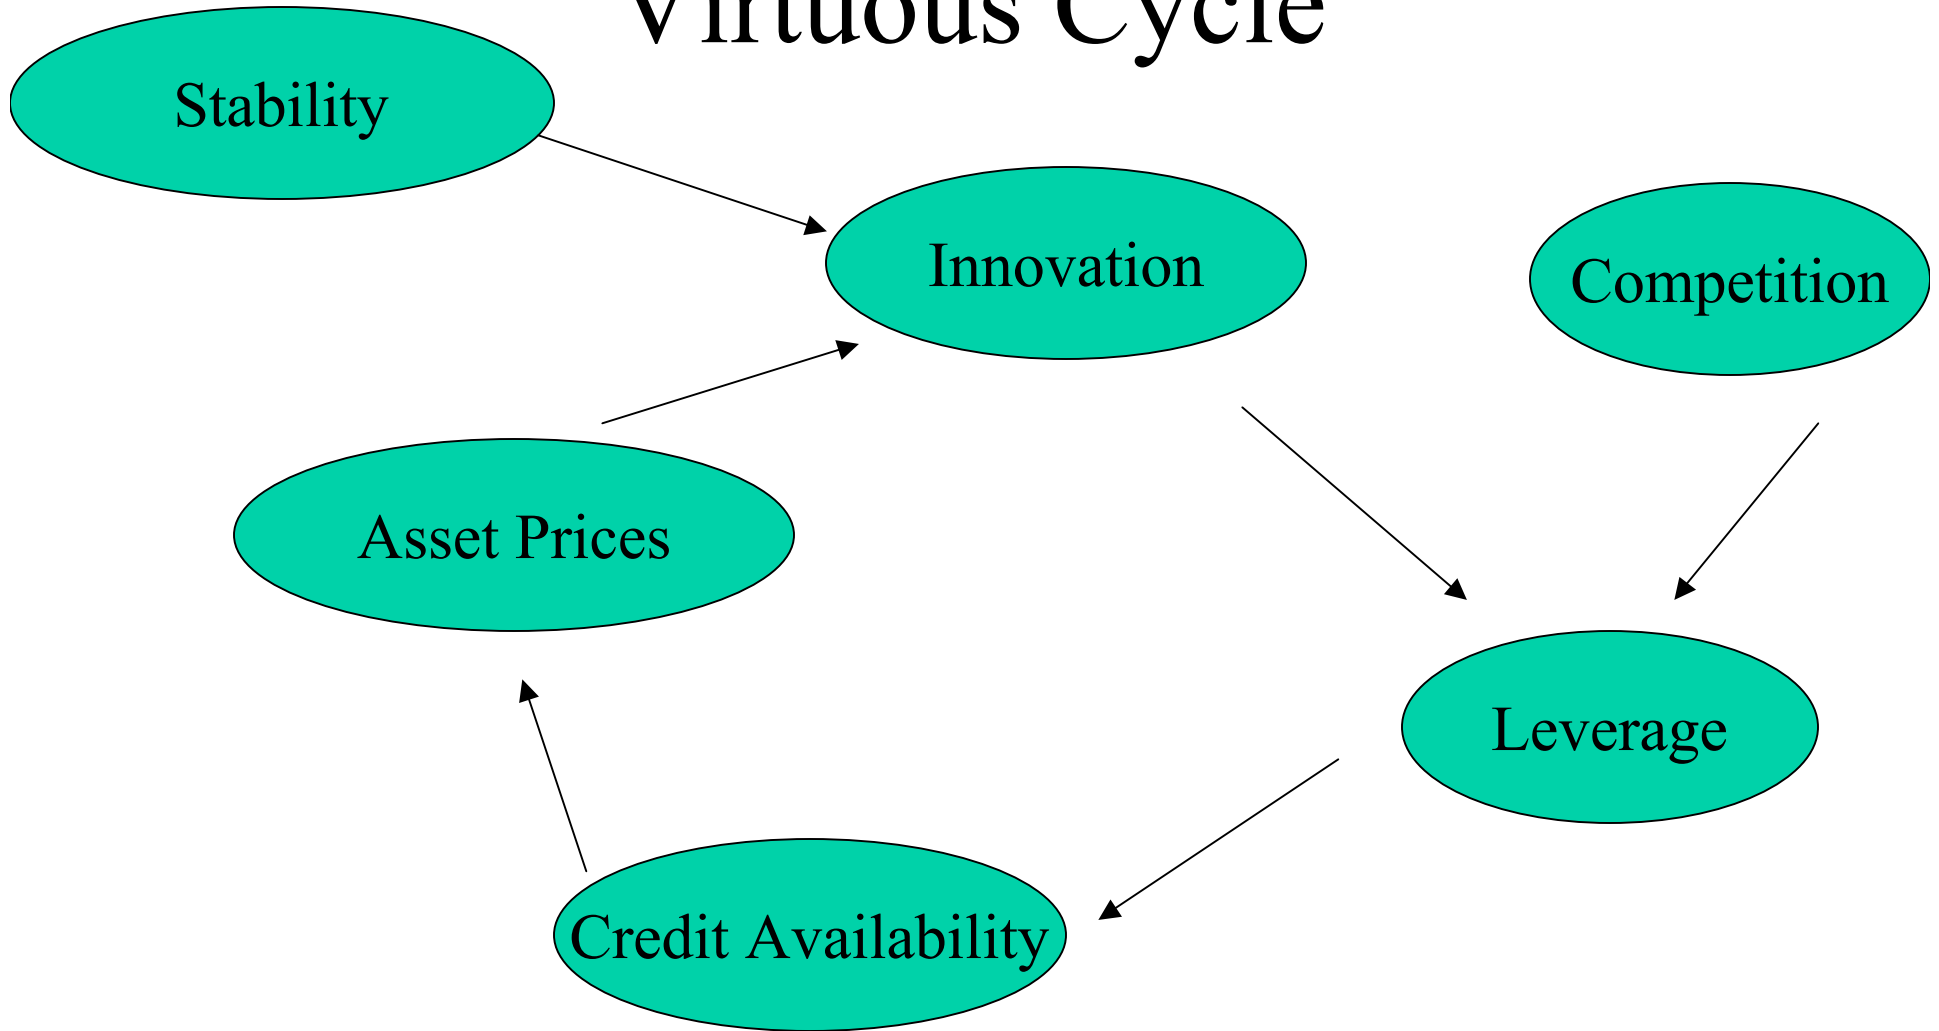 Virtuous Cycle
Stability
Innovation
Competition
Asset Prices
Leverage
Credit Availability